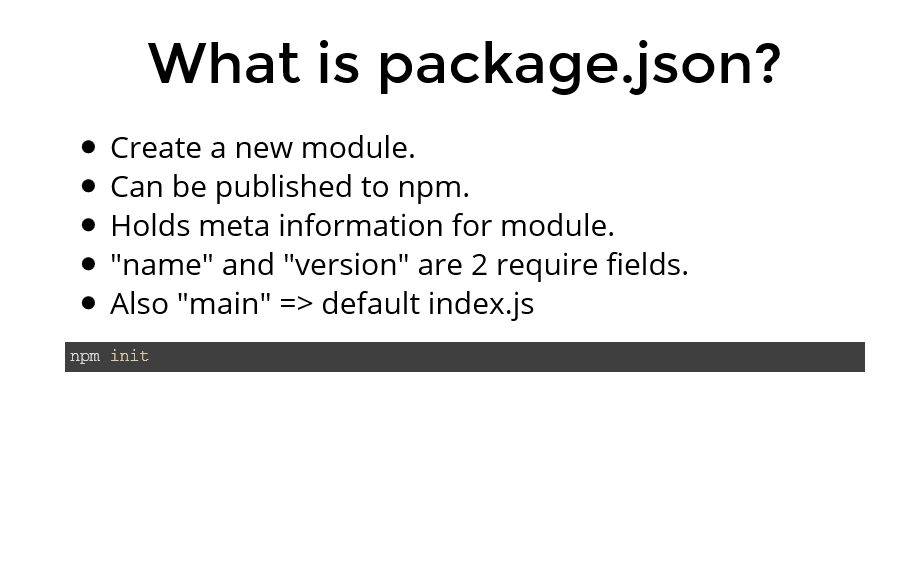 What is package.json?
Create a new module.
Can be published to npm.
Holds meta information for module.
"name" and "version" are 2 require fields.
Also "main" => default index.js
npm init